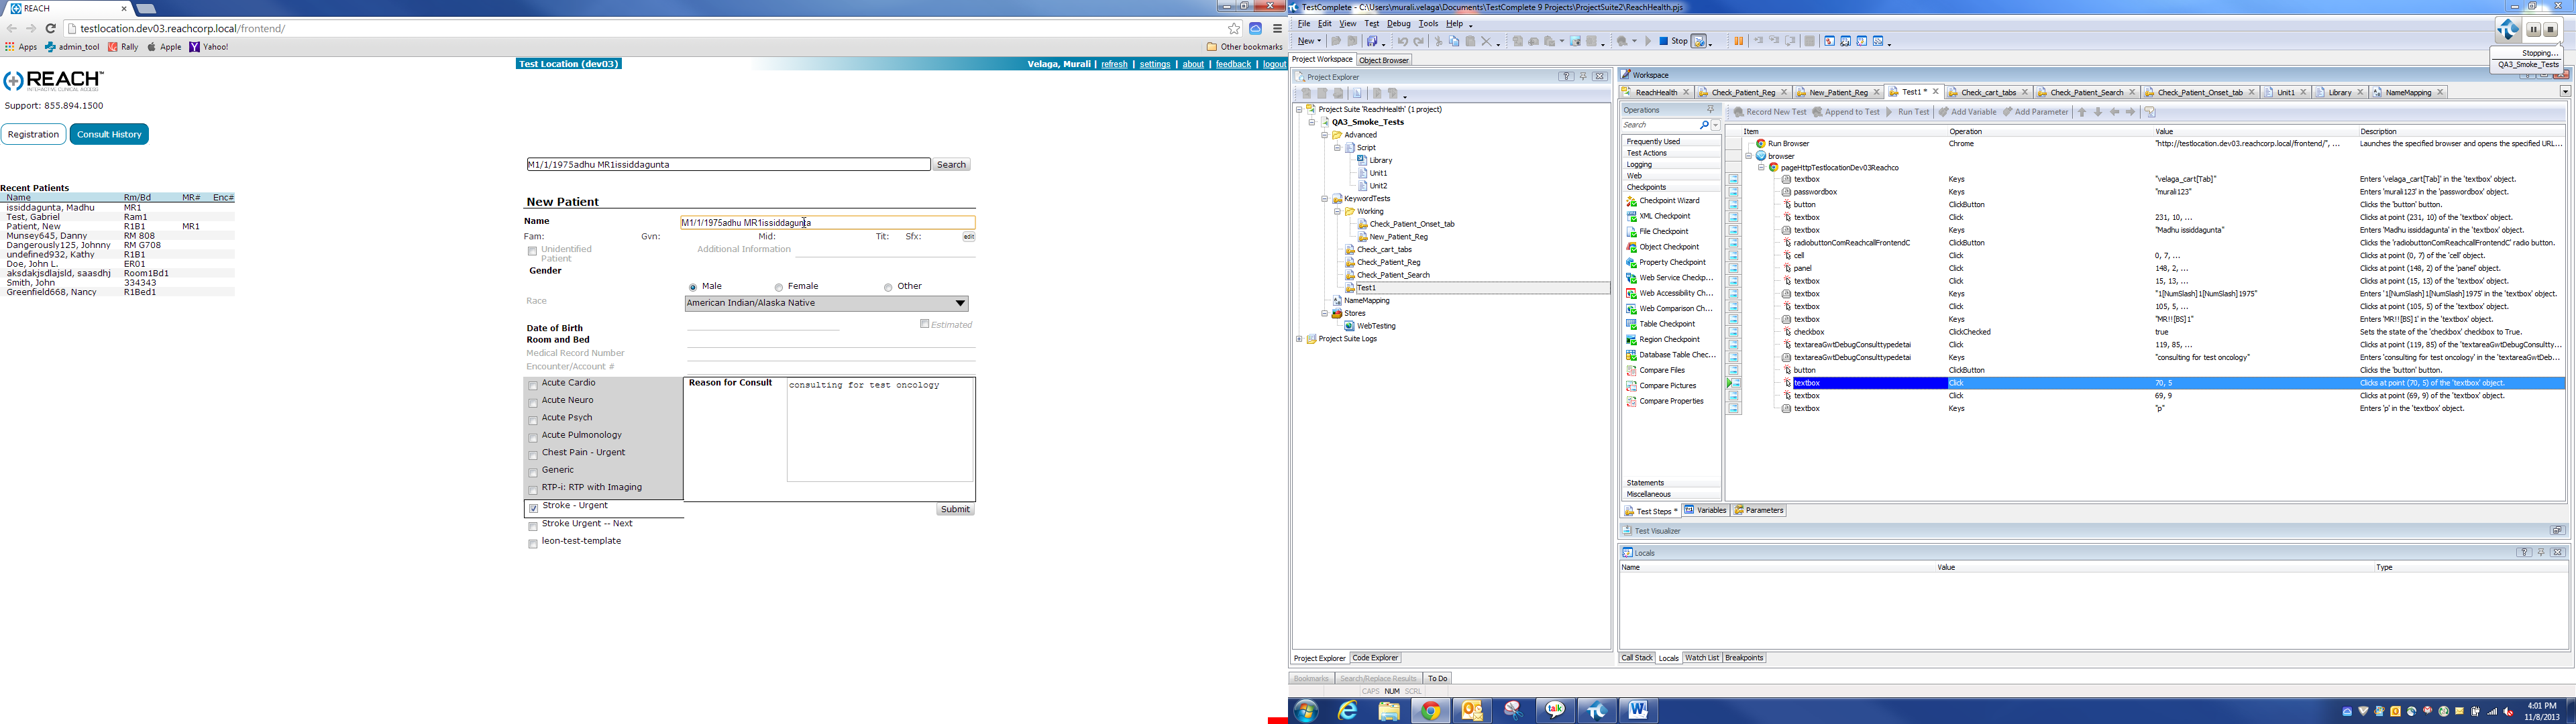 REACH
testlocation.dev03.reachcorp.local/frontend/
Apps admin_tool Rally Apple Yahoo! Other bookmarks
Test Location (dev03) Velaga, Murali | refresh | settings | about | feedback | logout
REACH™
INTERACTIVE CLINICAL ACCESS
Support: 855.894.1500
Registration Consult History
M1/1/1975adhu MR1issiddagunta Search
Recent Patients
Name Rm/Bd MR# Enc#
issiddagunta, Madhu MR1
Test, Gabriel Ram1
Patient, New R1B1 MR1
Munsey645, Danny RM 808
Dangerously125, Johnny RM G708
undefined932, Kathy R1B1
Doe, John L. ER01
aksdakjsdlajsld, saasdhj Room1Bd1
Smith, John 334343
Greenfield668, Nancy R1Bed1
New Patient
Name M1/1/1975adhu MR1issiddagunta
Fam: Gvn: Mid: Tit: Sfx: edit
Unidentified Patient Additional Information
Gender
Male Female Other
Race American Indian/Alaska Native
Date of Birth Estimated
Room and Bed
Medical Record Number
Encounter/Account #
Acute Cardio
Acute Neuro
Acute Psych
Acute Pulmonology
Chest Pain - Urgent
Generic
RTP-i: RTP with Imaging
Stroke - Urgent
Stroke Urgent -- Next
leon-test-template
Reason for Consult consulting for test oncology
Submit
TestComplete - C:\Users\murali.velaga\Documents\TestComplete 9 Projects\ProjectSuite2\ReachHealth.pjs
File Edit View Test Debug Tools Help
New Stop
Stopping...
QA3_Smoke_Tests
Project Workspace Object Browser
Project Explorer
Project Suite 'ReachHealth' (1 project)
QA3_Smoke_Tests
Advanced
Script
Library
Unit1
Unit2
KeywordTests
Working
Check_Patient_Onset_tab
New_Patient_Reg
Check_cart_tabs
Check_Patient_Reg
Check_Patient_Search
Test1
NameMapping
Stores
WebTesting
Project Suite Logs
Project Explorer Code Explorer
Workspace
ReachHealth Check_Patient_Reg New_Patient_Reg Test1 * Check_cart_tabs Check_Patient_Search Check_Patient_Onset_tab Unit1 Library NameMapping
Operations
Search
Frequently Used
Test Actions
Logging
Web
Checkpoints
Checkpoint Wizard
XML Checkpoint
File Checkpoint
Object Checkpoint
Property Checkpoint
Web Service Checkp...
Web Accessibility Ch...
Web Comparison Ch...
Table Checkpoint
Region Checkpoint
Database Table Chec...
Compare Files
Compare Pictures
Compare Properties
Statements
Miscellaneous
Record New Test Append to Test Run Test Add Variable Add Parameter
Item Operation Value Description
Run Browser Chrome "http://testlocation.dev03.reachcorp.local/frontend/", ... Launches the specified browser and opens the specified URL...
browser
pageHttpTestlocationDev03Reachco
textbox Keys "velaga_cart[Tab]" Enters 'velaga_cart[Tab]' in the 'textbox' object.
passwordbox Keys "murali123" Enters 'murali123' in the 'passwordbox' object.
button ClickButton Clicks the 'button' button.
textbox Click 231, 10, ... Clicks at point (231, 10) of the 'textbox' object.
textbox Keys "Madhu issiddagunta" Enters 'Madhu issiddagunta' in the 'textbox' object.
radiobuttonComReachcallFrontendC ClickButton Clicks the 'radiobuttonComReachcallFrontendC' radio button.
cell Click 0, 7, ... Clicks at point (0, 7) of the 'cell' object.
panel Click 148, 2, ... Clicks at point (148, 2) of the 'panel' object.
textbox Click 15, 13, ... Clicks at point (15, 13) of the 'textbox' object.
textbox Keys "1[NumSlash]1[NumSlash]1975" Enters '1[NumSlash]1[NumSlash]1975' in the 'textbox' object.
textbox Click 105, 5, ... Clicks at point (105, 5) of the 'textbox' object.
textbox Keys "MR!![BS]1" Enters 'MR!![BS]1' in the 'textbox' object.
checkbox ClickChecked true Sets the state of the 'checkbox' checkbox to True.
textareaGwtDebugConsulttypedetai Click 119, 85, ... Clicks at point (119, 85) of the 'textareaGwtDebugConsultty...
textareaGwtDebugConsulttypedetai Keys "consulting for test oncology" Enters 'consulting for test oncology' in the 'textareaGwtDeb...
button ClickButton Clicks the 'button' button.
textbox Click 70, 5 Clicks at point (70, 5) of the 'textbox' object.
textbox Click 69, 9 Clicks at point (69, 9) of the 'textbox' object.
textbox Keys "p" Enters 'p' in the 'textbox' object.
Test Steps * Variables Parameters
Test Visualizer
Locals
Name Value Type
Call Stack Locals Watch List Breakpoints
Bookmarks Search/Replace Results To Do
CAPS NUM SCRL
talk
4:01 PM
11/8/2013